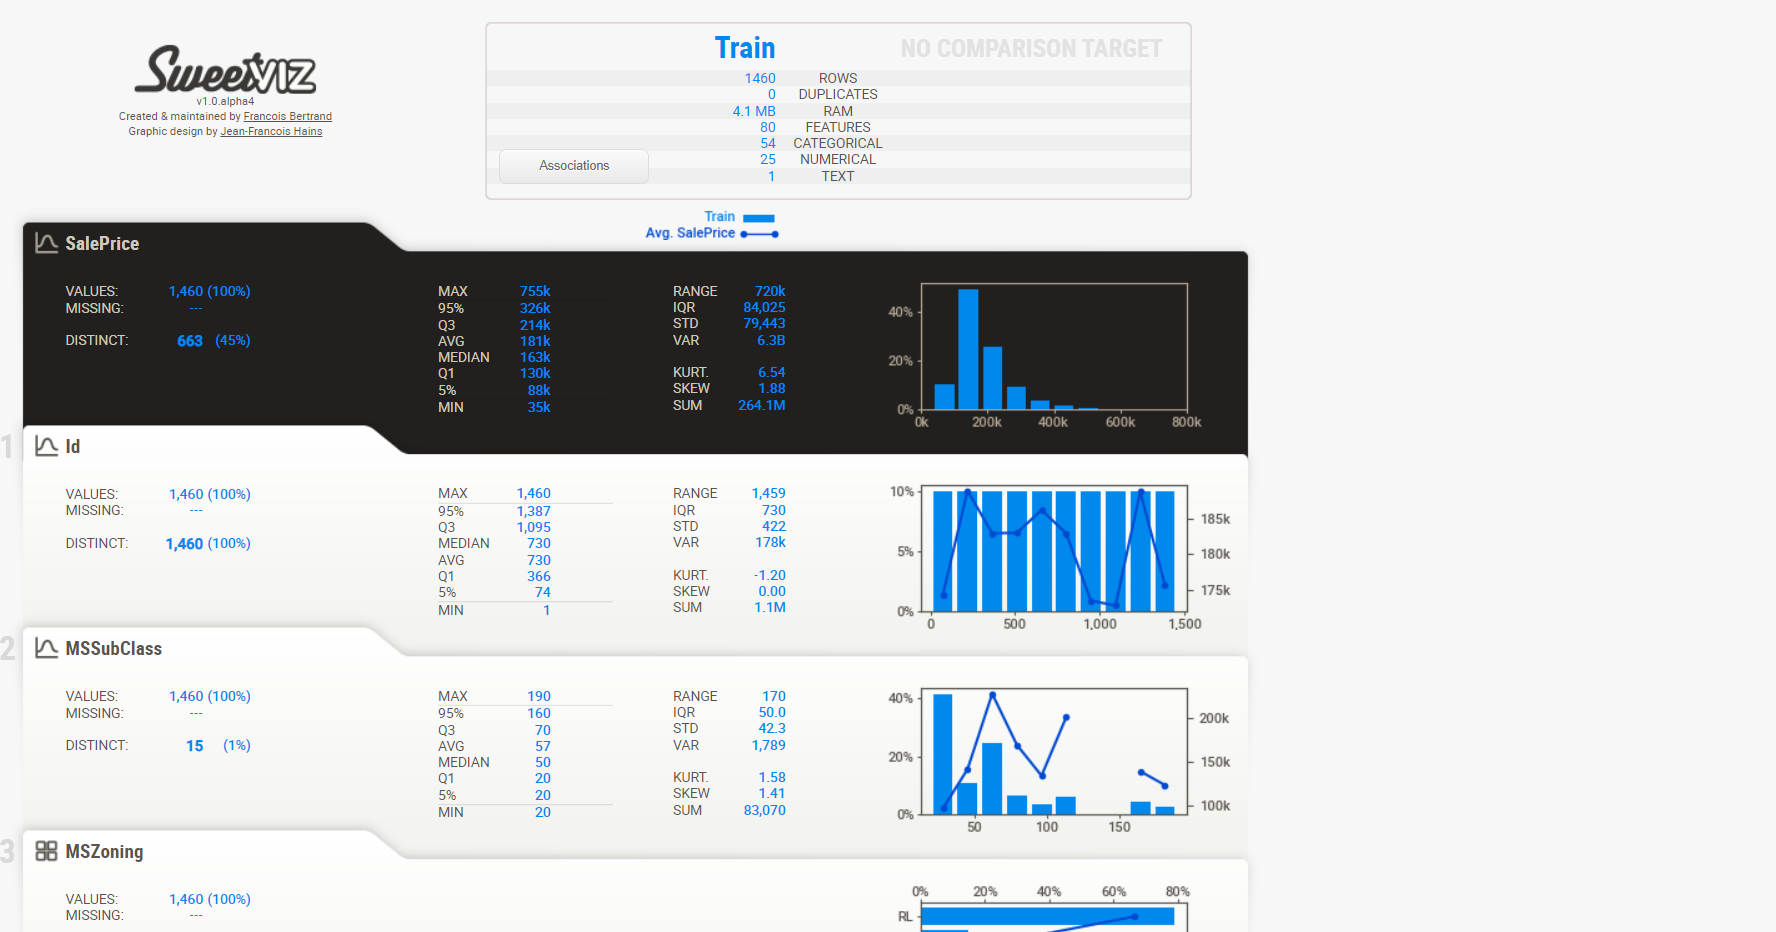 SweetVIZ
v1.0.alpha4
Created & maintained by Francois Bertrand
Graphic design by Jean-Francois Hains
Train NO COMPARISON TARGET
1460 ROWS
0 DUPLICATES
4.1 MB RAM
80 FEATURES
54 CATEGORICAL
25 NUMERICAL
1 TEXT
Associations
Train
Avg. SalePrice
SalePrice
VALUES: 1,460 (100%)
MISSING: ---
DISTINCT: 663 (45%)
MAX 755k
95% 326k
Q3 214k
AVG 181k
MEDIAN 163k
Q1 130k
5% 88k
MIN 35k
RANGE 720k
IQR 84,025
STD 79,443
VAR 6.3B
KURT. 6.54
SKEW 1.88
SUM 264.1M
40%
20%
0%
0k 200k 400k 600k 800k
1 Id
VALUES: 1,460 (100%)
MISSING: ---
DISTINCT: 1,460 (100%)
MAX 1,460
95% 1,387
Q3 1,095
MEDIAN 730
AVG 730
Q1 366
5% 74
MIN 1
RANGE 1,459
IQR 730
STD 422
VAR 178k
KURT. -1.20
SKEW 0.00
SUM 1.1M
10%
5%
0%
185k
180k
175k
0 500 1,000 1,500
2 MSSubClass
VALUES: 1,460 (100%)
MISSING: ---
DISTINCT: 15 (1%)
MAX 190
95% 160
Q3 70
AVG 57
MEDIAN 50
Q1 20
5% 20
MIN 20
RANGE 170
IQR 50.0
STD 42.3
VAR 1,789
KURT. 1.58
SKEW 1.41
SUM 83,070
40%
20%
0%
200k
150k
100k
50 100 150
3 MSZoning
VALUES: 1,460 (100%)
MISSING: ---
0% 20% 40% 60% 80%
RL